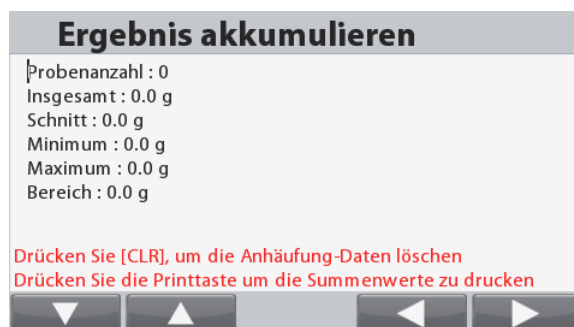 Ergebnis akkumulieren
Probenanzahl : 0
Insgesamt : 0.0 g
Schnitt : 0.0 g
Minimum : 0.0 g
Maximum : 0.0 g
Bereich : 0.0 g
Drücken Sie [CLR], um die Anhäufung-Daten löschen
Drücken Sie die Printtaste um die Summenwerte zu drucken